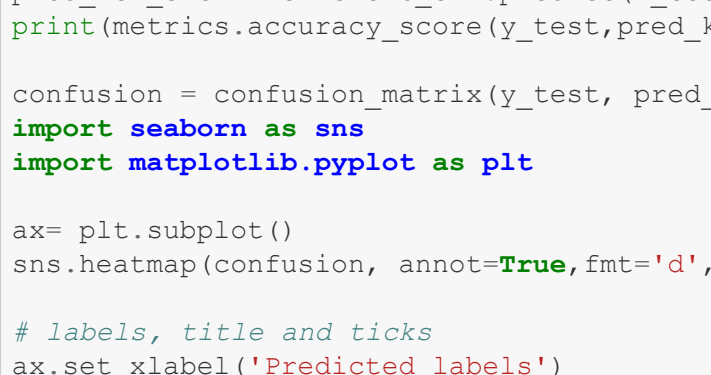 print(metrics.accuracy_score(y_test,pred_k
confusion = confusion_matrix(y_test, pred_
import seaborn as sns
import matplotlib.pyplot as plt
ax= plt.subplot()
sns.heatmap(confusion, annot=True,fmt='d',
# labels, title and ticks
ax.set_xlabel('Predicted labels')